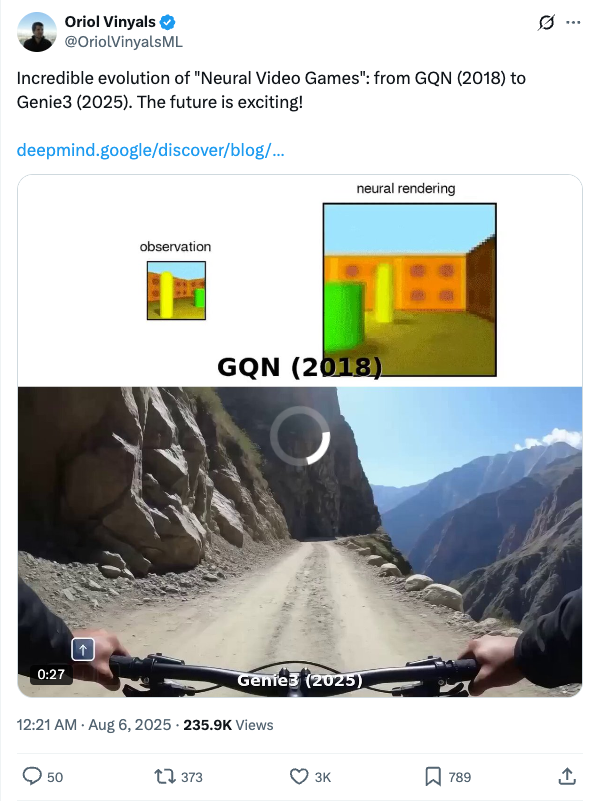 Oriol Vinyals
@OriolVinyalsML
Incredible evolution of "Neural Video Games": from GQN (2018) to
Genie3 (2025). The future is exciting!
deepmind.google/discover/blog/...
neural rendering
observation
GQN (2018)
↑
0:27
Genie3 (2025)
12:21 AM · Aug 6, 2025 · 235.9K Views
50 373 3K 789